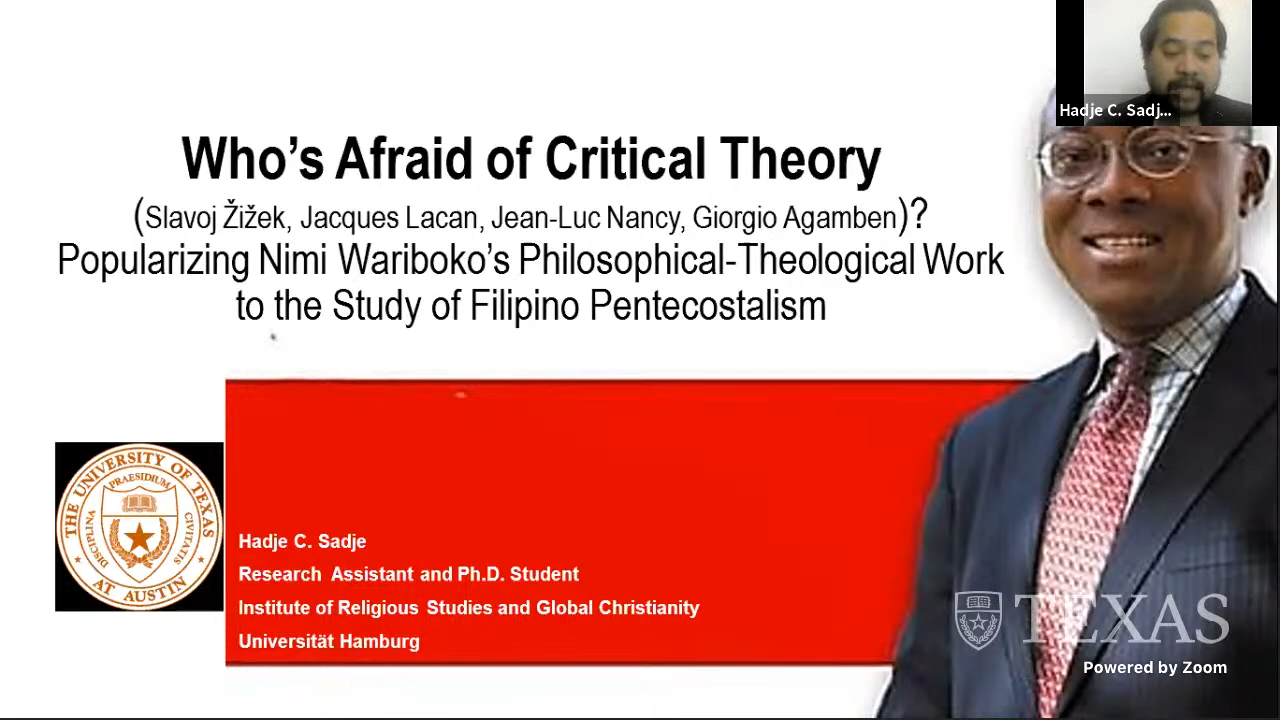 Hadje C. Sadj...
Who's Afraid of Critical Theory
(Slavoj Žižek, Jacques Lacan, Jean-Luc Nancy, Giorgio Agamben)?
Popularizing Nimi Wariboko's Philosophical-Theological Work
to the Study of Filipino Pentecostalism
THE UNIVERSITY OF TEXAS
AT AUSTIN
PRAESIDIUM
DISCIPLINA
CIVITATIS
Hadje C. Sadje
Research Assistant and Ph.D. Student
Institute of Religious Studies and Global Christianity
Universität Hamburg
TEXAS
Powered by Zoom